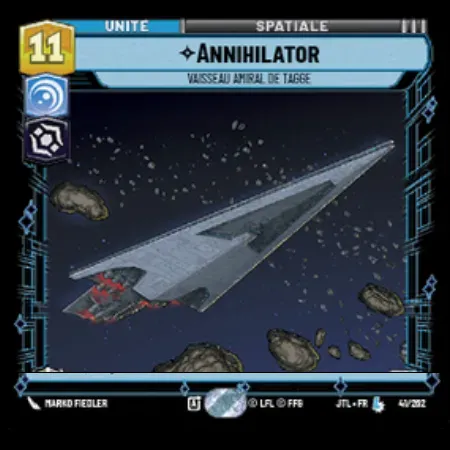 UNITÉ SPATIALE
11
ANNIHILATOR
VAISSEAU AMIRAL DE TAGGE
MARKO FIEDLER A © LFL © FFG JTL • FR 41/262